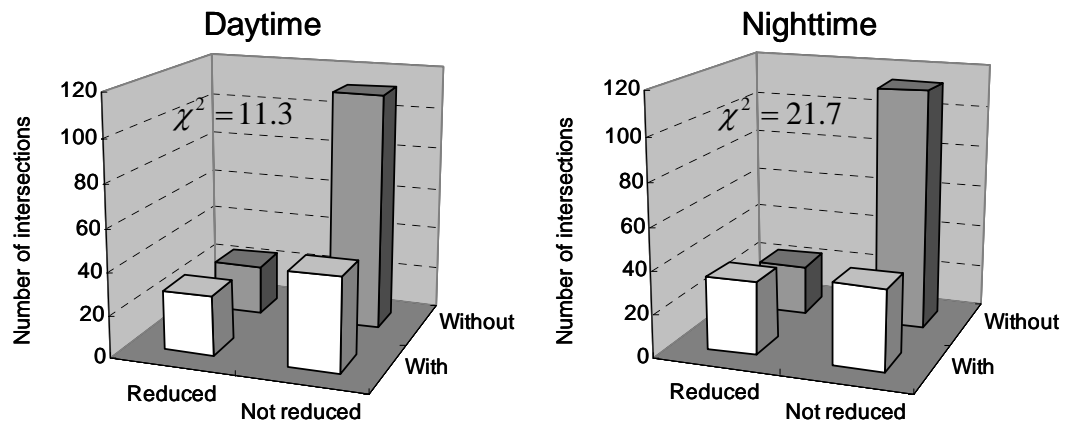 Daytime
Number of intersections
120
100
80
60
40
20
0
χ² = 11.3
Reduced
Not reduced
With
Without
Nighttime
Number of intersections
120
100
80
60
40
20
0
χ² = 21.7
Reduced
Not reduced
With
Without